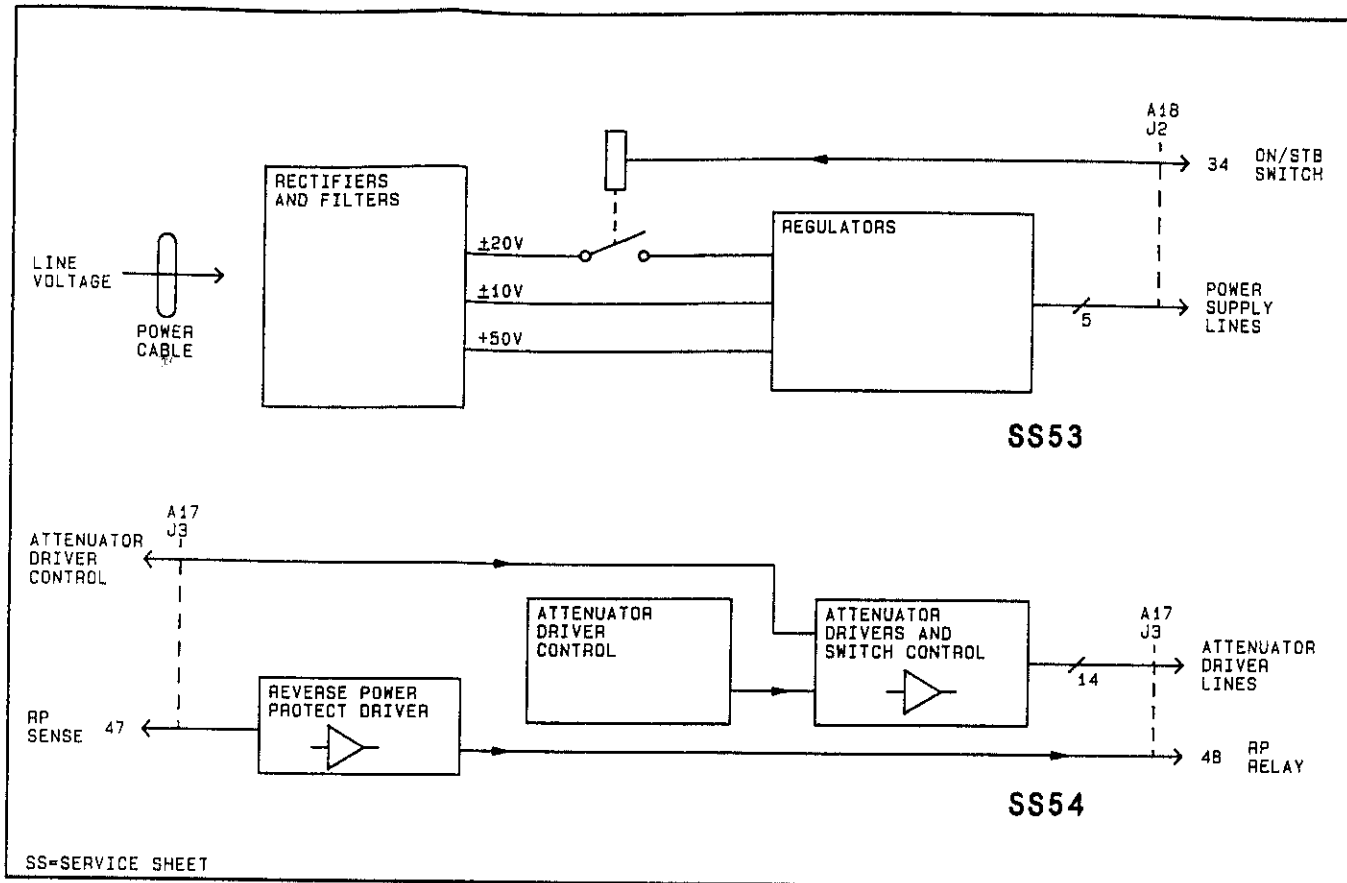 A18
J2
34 ON/STB
SWITCH
RECTIFIERS
AND FILTERS
REGULATORS
±20V
LINE
VOLTAGE
±10V
POWER
SUPPLY
LINES
5
POWER
CABLE
+50V
SS53
A17
J3
ATTENUATOR
DRIVER
CONTROL
ATTENUATOR
DRIVER
CONTROL
ATTENUATOR
DRIVERS AND
SWITCH CONTROL
A17
J3
ATTENUATOR
DRIVER
LINES
14
REVERSE POWER
PROTECT DRIVER
RP
SENSE 47
48 RP
RELAY
SS54
SS=SERVICE SHEET